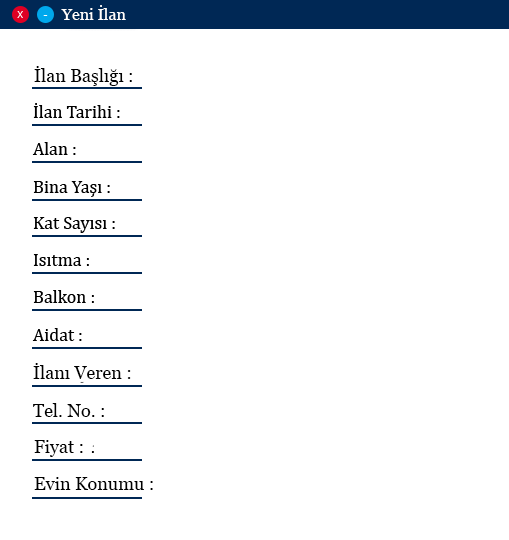 x - Yeni İlan
İlan Başlığı :
İlan Tarihi :
Alan :
Bina Yaşı :
Kat Sayısı :
Isıtma :
Balkon :
Aidat :
İlanı Veren :
Tel. No. :
Fiyat : :
Evin Konumu :